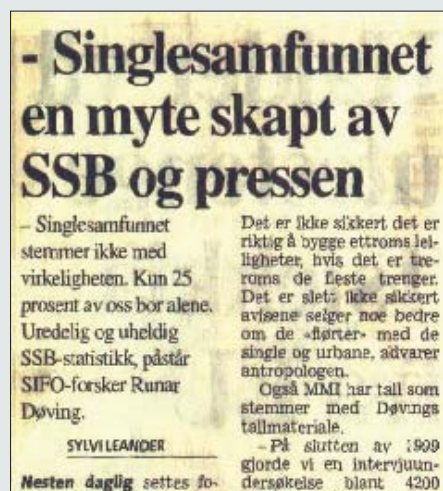 - Singlesamfunnet
en myte skapt av
SSB og pressen
– Singlesamfunnet
stemmer ikke med
virkeligheten. Kun 25
prosent av oss bor alene.
Uredelig og uheldig
SSB-statistikk, påstår
SIFO-forsker Runar
Døving.
SYLVI LEANDER
Nesten daglig settes fo-
Det er ikke sikkert det er
riktig å bygge ettroms lei-
ligheter, hvis det er tre-
roms de fleste trenger.
Det er slett ikke sikkert
avisene selger noe bedre
om de «flørter» med de
single og urbane, advarer
antropologen.
Også MMI har tall som
stemmer med Døvings
tallmateriale.
– På slutten av 1999
gjorde vi en intervjuun-
dersøkelse blant 4200